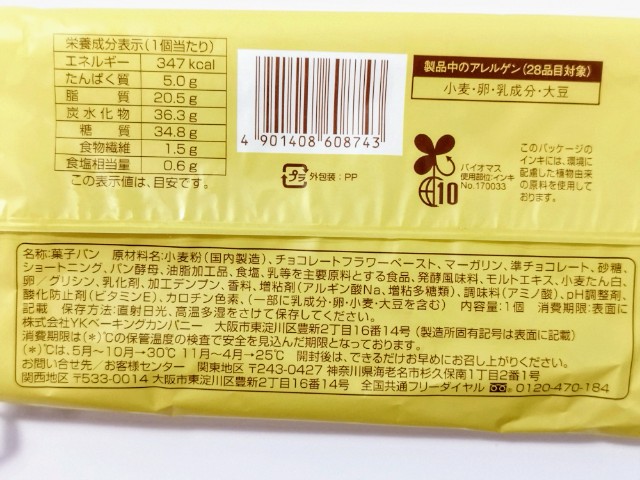 栄養成分表示(1個当たり)
エネルギー 347 kcal
たんぱく質 5.0 g
脂質 20.5 g
炭水化物 36.3 g
糖質 34.8 g
食物繊維 1.5 g
食塩相当量 0.6 g
この表示値は、目安です。
4 901408 608743
プラ 外包装:PP
製品中のアレルゲン(28品目対象)
小麦・卵・乳成分・大豆
10
バイオマス
使用部位:インキ
No.170033
このパッケージの
インキには、環境に
配慮した植物由来
の原料を使用して
おります。
名称:菓子パン 原材料名:小麦粉(国内製造)、チョコレートフラワーペースト、マーガリン、準チョコレート、砂糖、
ショートニング、パン酵母、油脂加工品、食塩、乳等を主要原料とする食品、発酵風味料、モルトエキス、小麦たん白、
卵/グリシン、乳化剤、加工デンプン、香料、増粘剤(アルギン酸Na、増粘多糖類)、調味料(アミノ酸)、pH調整剤、
酸化防止剤(ビタミンE)、カロチン色素、(一部に乳成分・卵・小麦・大豆を含む) 内容量:1個 消費期限:表面に
記載 保存方法:直射日光、高温多湿をさけて保存してください。
株式会社YKベーキングカンパニー 大阪市東淀川区豊新2丁目16番14号(製造所固有記号は表面に記載)
消費期限は(*)℃の保管温度の検査で安全を見込んだ期限となっております。
(*)℃は、5月〜10月→30℃ 11月〜4月→25℃ 開封後は、できるだけお早めにお召し上がりください。
お問い合せ先/お客様センター 関東地区 〒243-0427 神奈川県海老名市杉久保南1丁目2番1号
関西地区 〒533-0014 大阪市東淀川区豊新2丁目16番14号 全国共通フリーダイヤル 0120-470-184